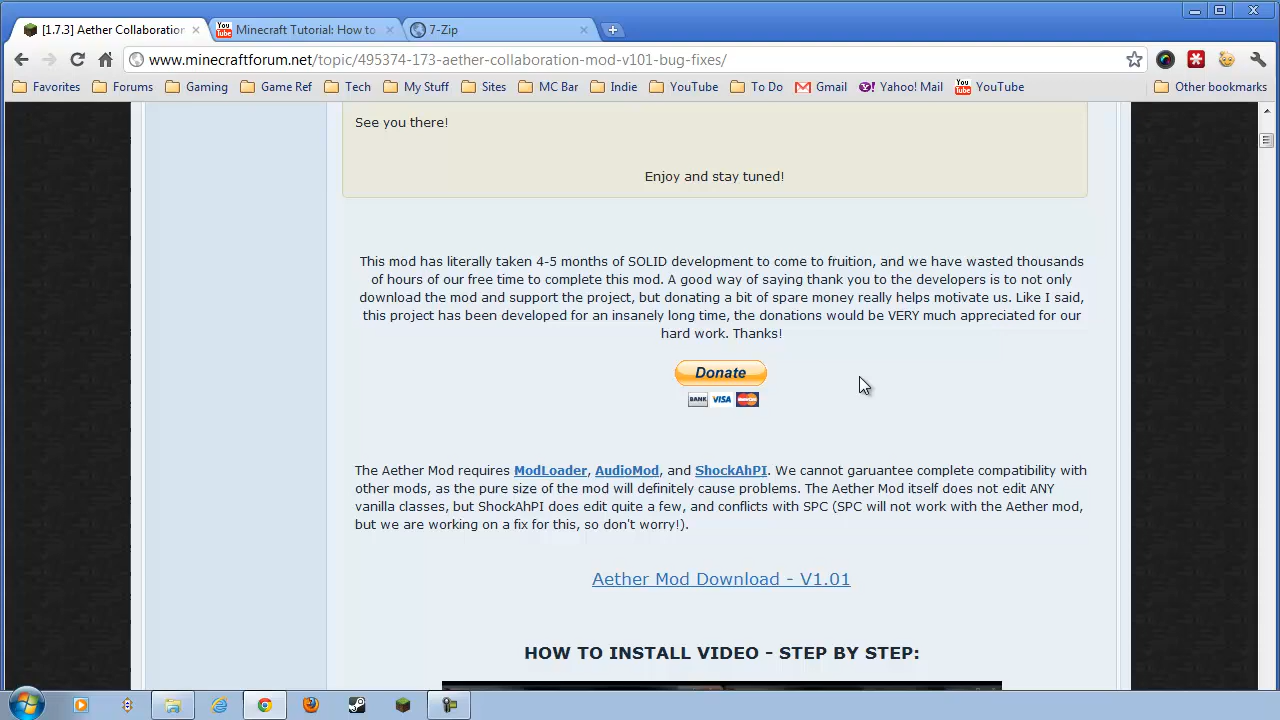 [1.7.3] Aether Collaboration
Minecraft Tutorial: How to
7-Zip
www.minecraftforum.net/topic/495374-173-aether-collaboration-mod-v101-bug-fixes/
Favorites
Forums
Gaming
Game Ref
Tech
My Stuff
Sites
MC Bar
Indie
YouTube
To Do
Gmail
Yahoo! Mail
You Tube
YouTube
Other bookmarks
See you there!
Enjoy and stay tuned!
This mod has literally taken 4-5 months of SOLID development to come to fruition, and we have wasted thousands
of hours of our free time to complete this mod. A good way of saying thank you to the developers is to not only
download the mod and support the project, but donating a bit of spare money really helps motivate us. Like I said,
this project has been developed for an insanely long time, the donations would be VERY much appreciated for our
hard work. Thanks!
Donate
BANK VISA
The Aether Mod requires ModLoader, AudioMod, and ShockAhPI. We cannot garuantee complete compatibility with
other mods, as the pure size of the mod will definitely cause problems. The Aether Mod itself does not edit ANY
vanilla classes, but ShockAhPI does edit quite a few, and conflicts with SPC (SPC will not work with the Aether mod,
but we are working on a fix for this, so don't worry!).
Aether Mod Download - V1.01
HOW TO INSTALL VIDEO - STEP BY STEP: